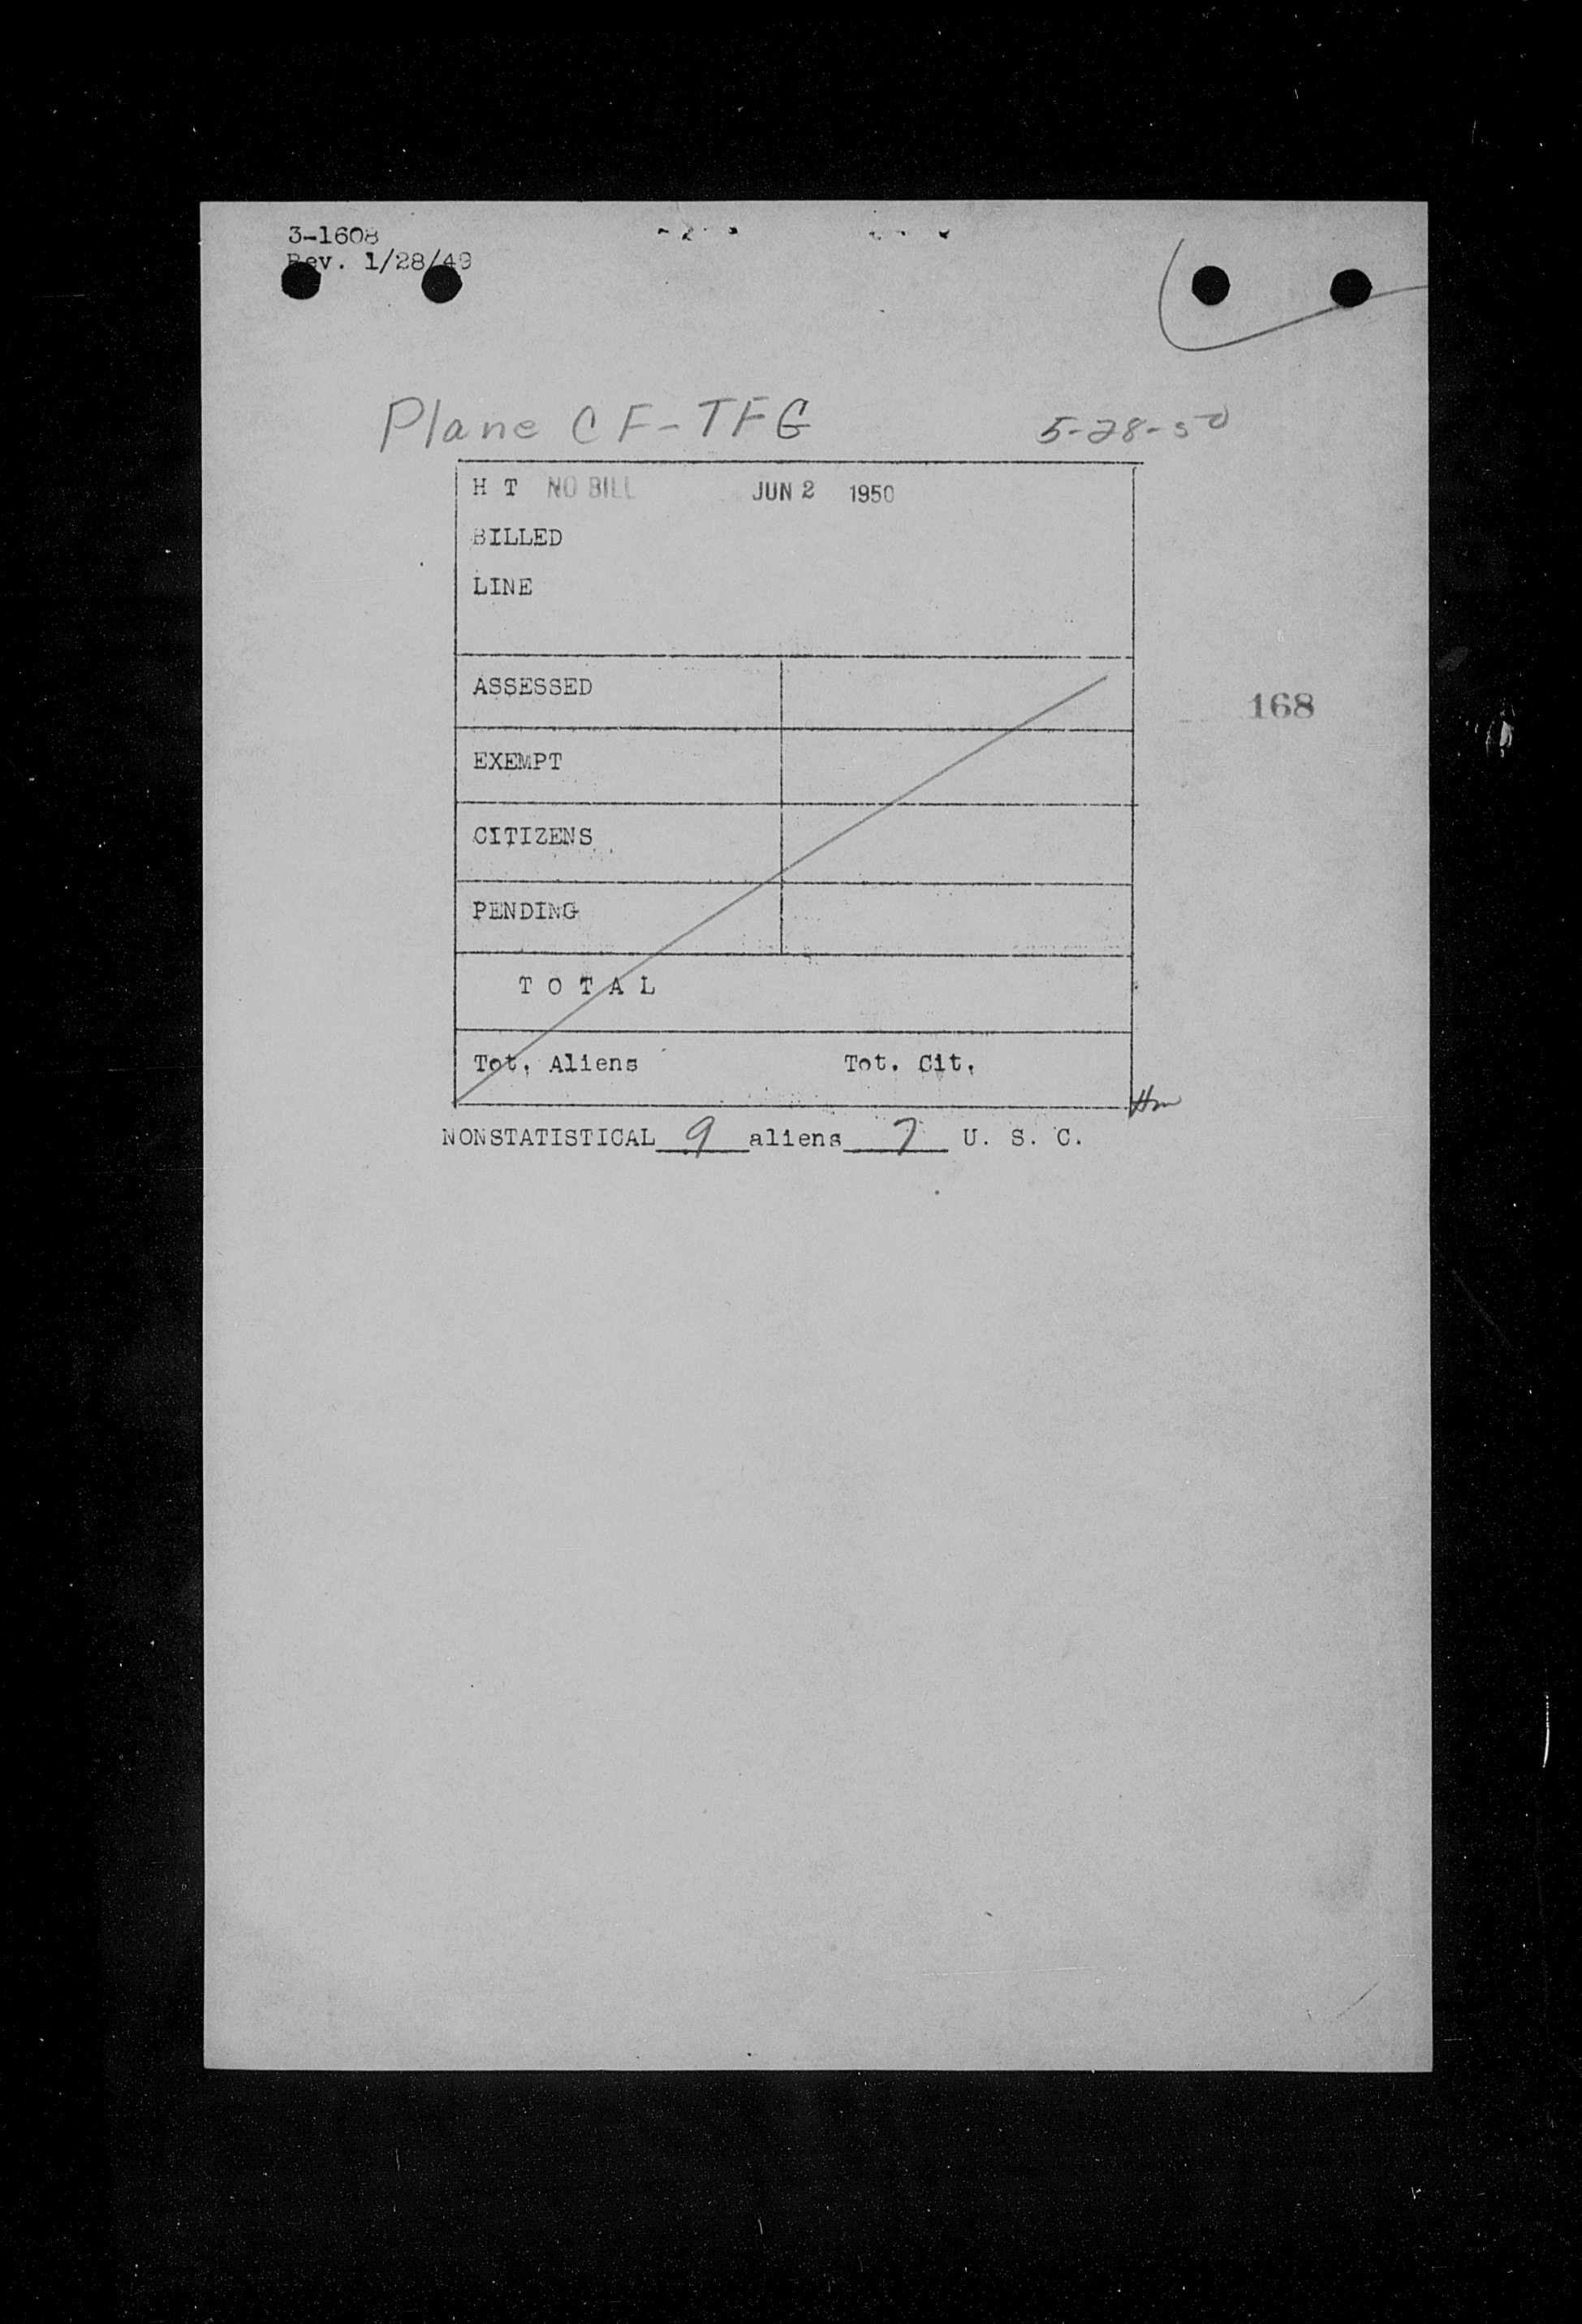 3-1608
Rev. 1/28/49
Plane CF-TFG 5-28-50
H T NO BILL JUN 2 1950
BILLED
LINE
ASSESSED
168
EXEMPT
CITIZENS
PENDING
T O T A L
Tot. Aliens Tot. Cit.
Hm
NONSTATISTICAL 9 aliens 7 U. S. C.